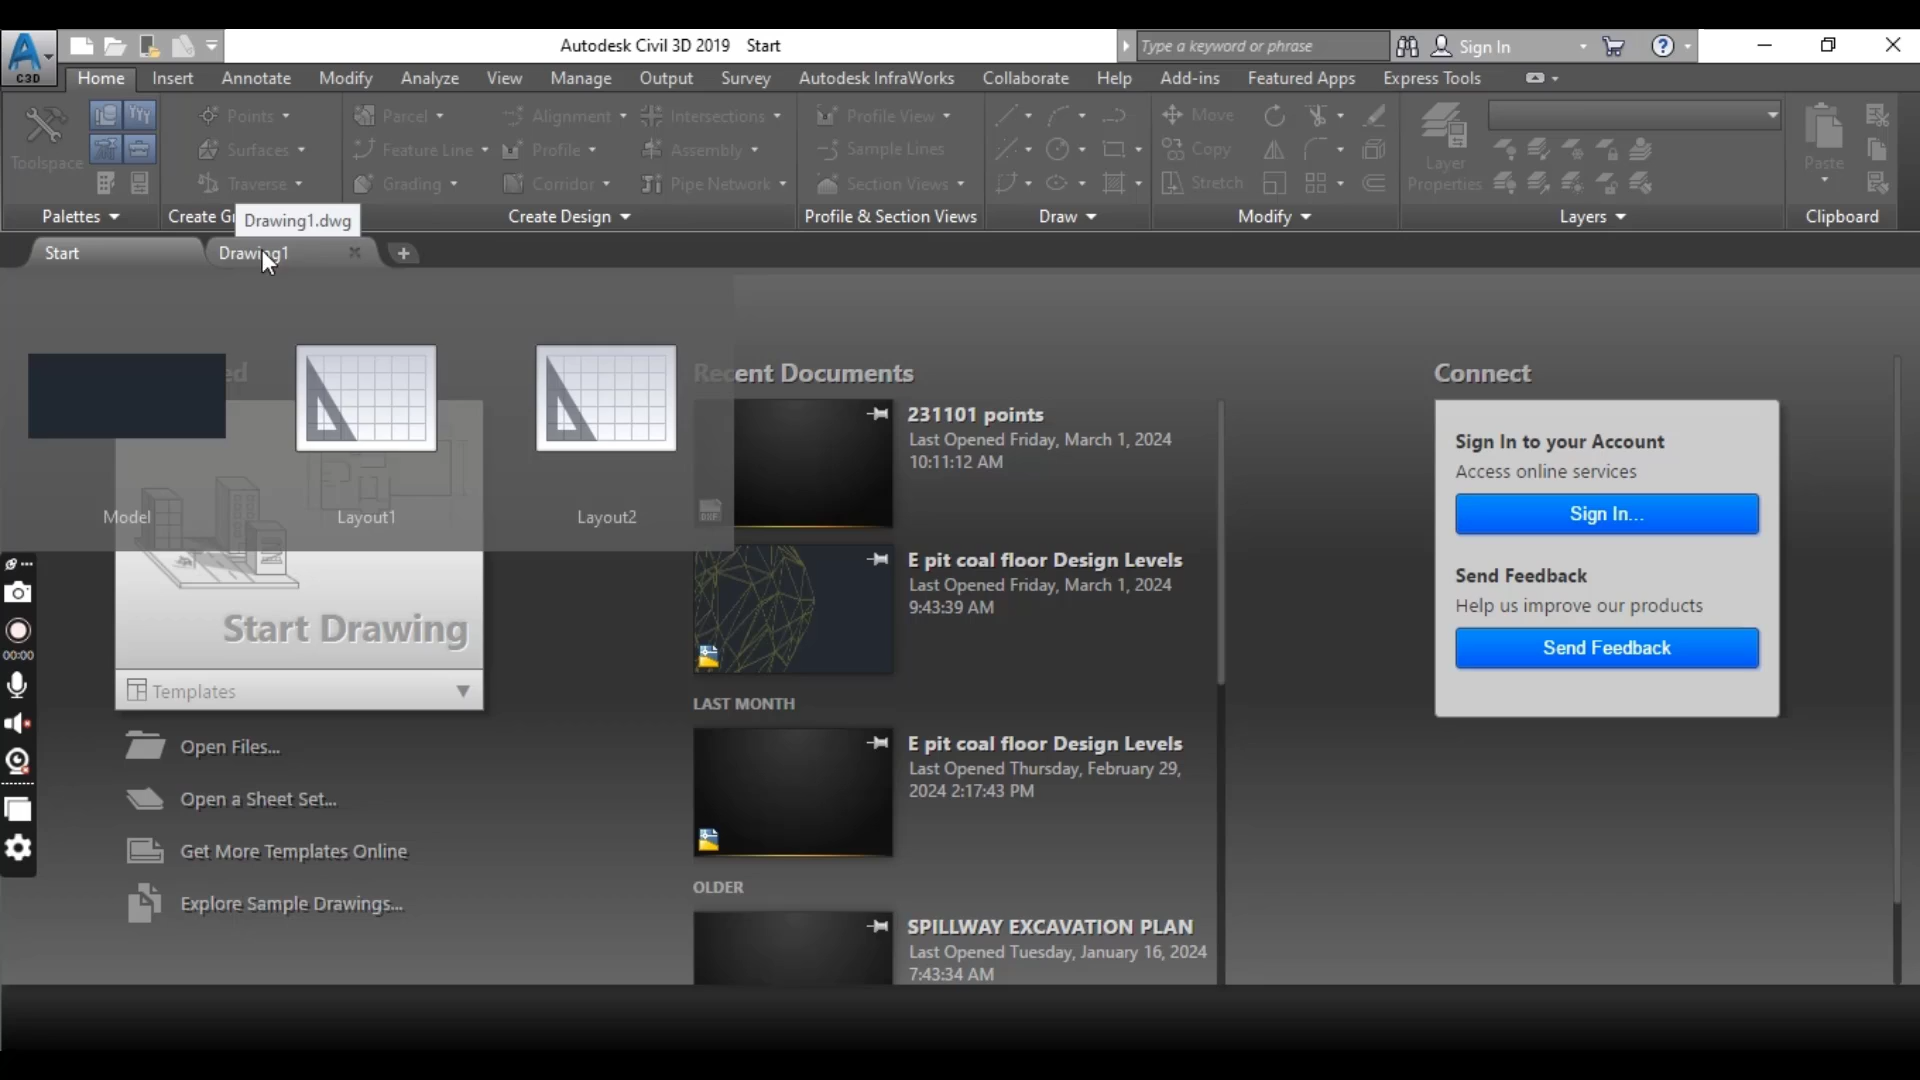 C3D
Autodesk Civil 3D 2019 Start
Type a keyword or phrase
Sign In
Home Insert Annotate Modify Analyze View Manage Output Survey Autodesk InfraWorks Collaborate Help Add-ins Featured Apps Express Tools
Toolspace
Points
Surfaces
Traverse
Parcel
Feature Line
Grading
Alignment
Profile
Corridor
Intersections
Assembly
Pipe Network
Profile View
Sample Lines
Section Views
Move
Copy
Stretch
Layer
Properties
Paste
Palettes
Create G
Create Design
Profile & Section Views
Draw
Modify
Layers
Clipboard
Drawing1.dwg
Start
Drawing1
Model
Layout1
Layout2
Start Drawing
Templates
Open Files...
Open a Sheet Set...
Get More Templates Online
Explore Sample Drawings...
00:00
Recent Documents
231101 points
Last Opened Friday, March 1, 2024
10:11:12 AM
DXF
E pit coal floor Design Levels
Last Opened Friday, March 1, 2024
9:43:39 AM
LAST MONTH
E pit coal floor Design Levels
Last Opened Thursday, February 29,
2024 2:17:43 PM
OLDER
SPILLWAY EXCAVATION PLAN
Last Opened Tuesday, January 16, 2024
7:43:34 AM
Connect
Sign In to your Account
Access online services
Sign In...
Send Feedback
Help us improve our products
Send Feedback